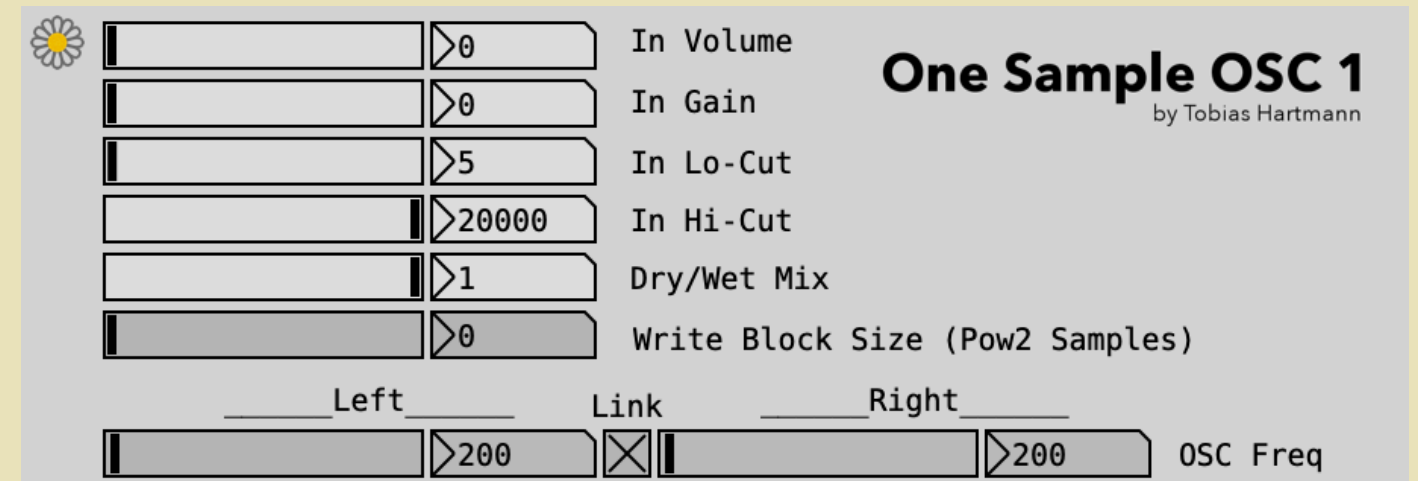 0 In Volume
One Sample OSC 1
by Tobias Hartmann
0 In Gain
5 In Lo-Cut
20000 In Hi-Cut
1 Dry/Wet Mix
0 Write Block Size (Pow2 Samples)
______Left______ Link ______Right______
200 200 OSC Freq